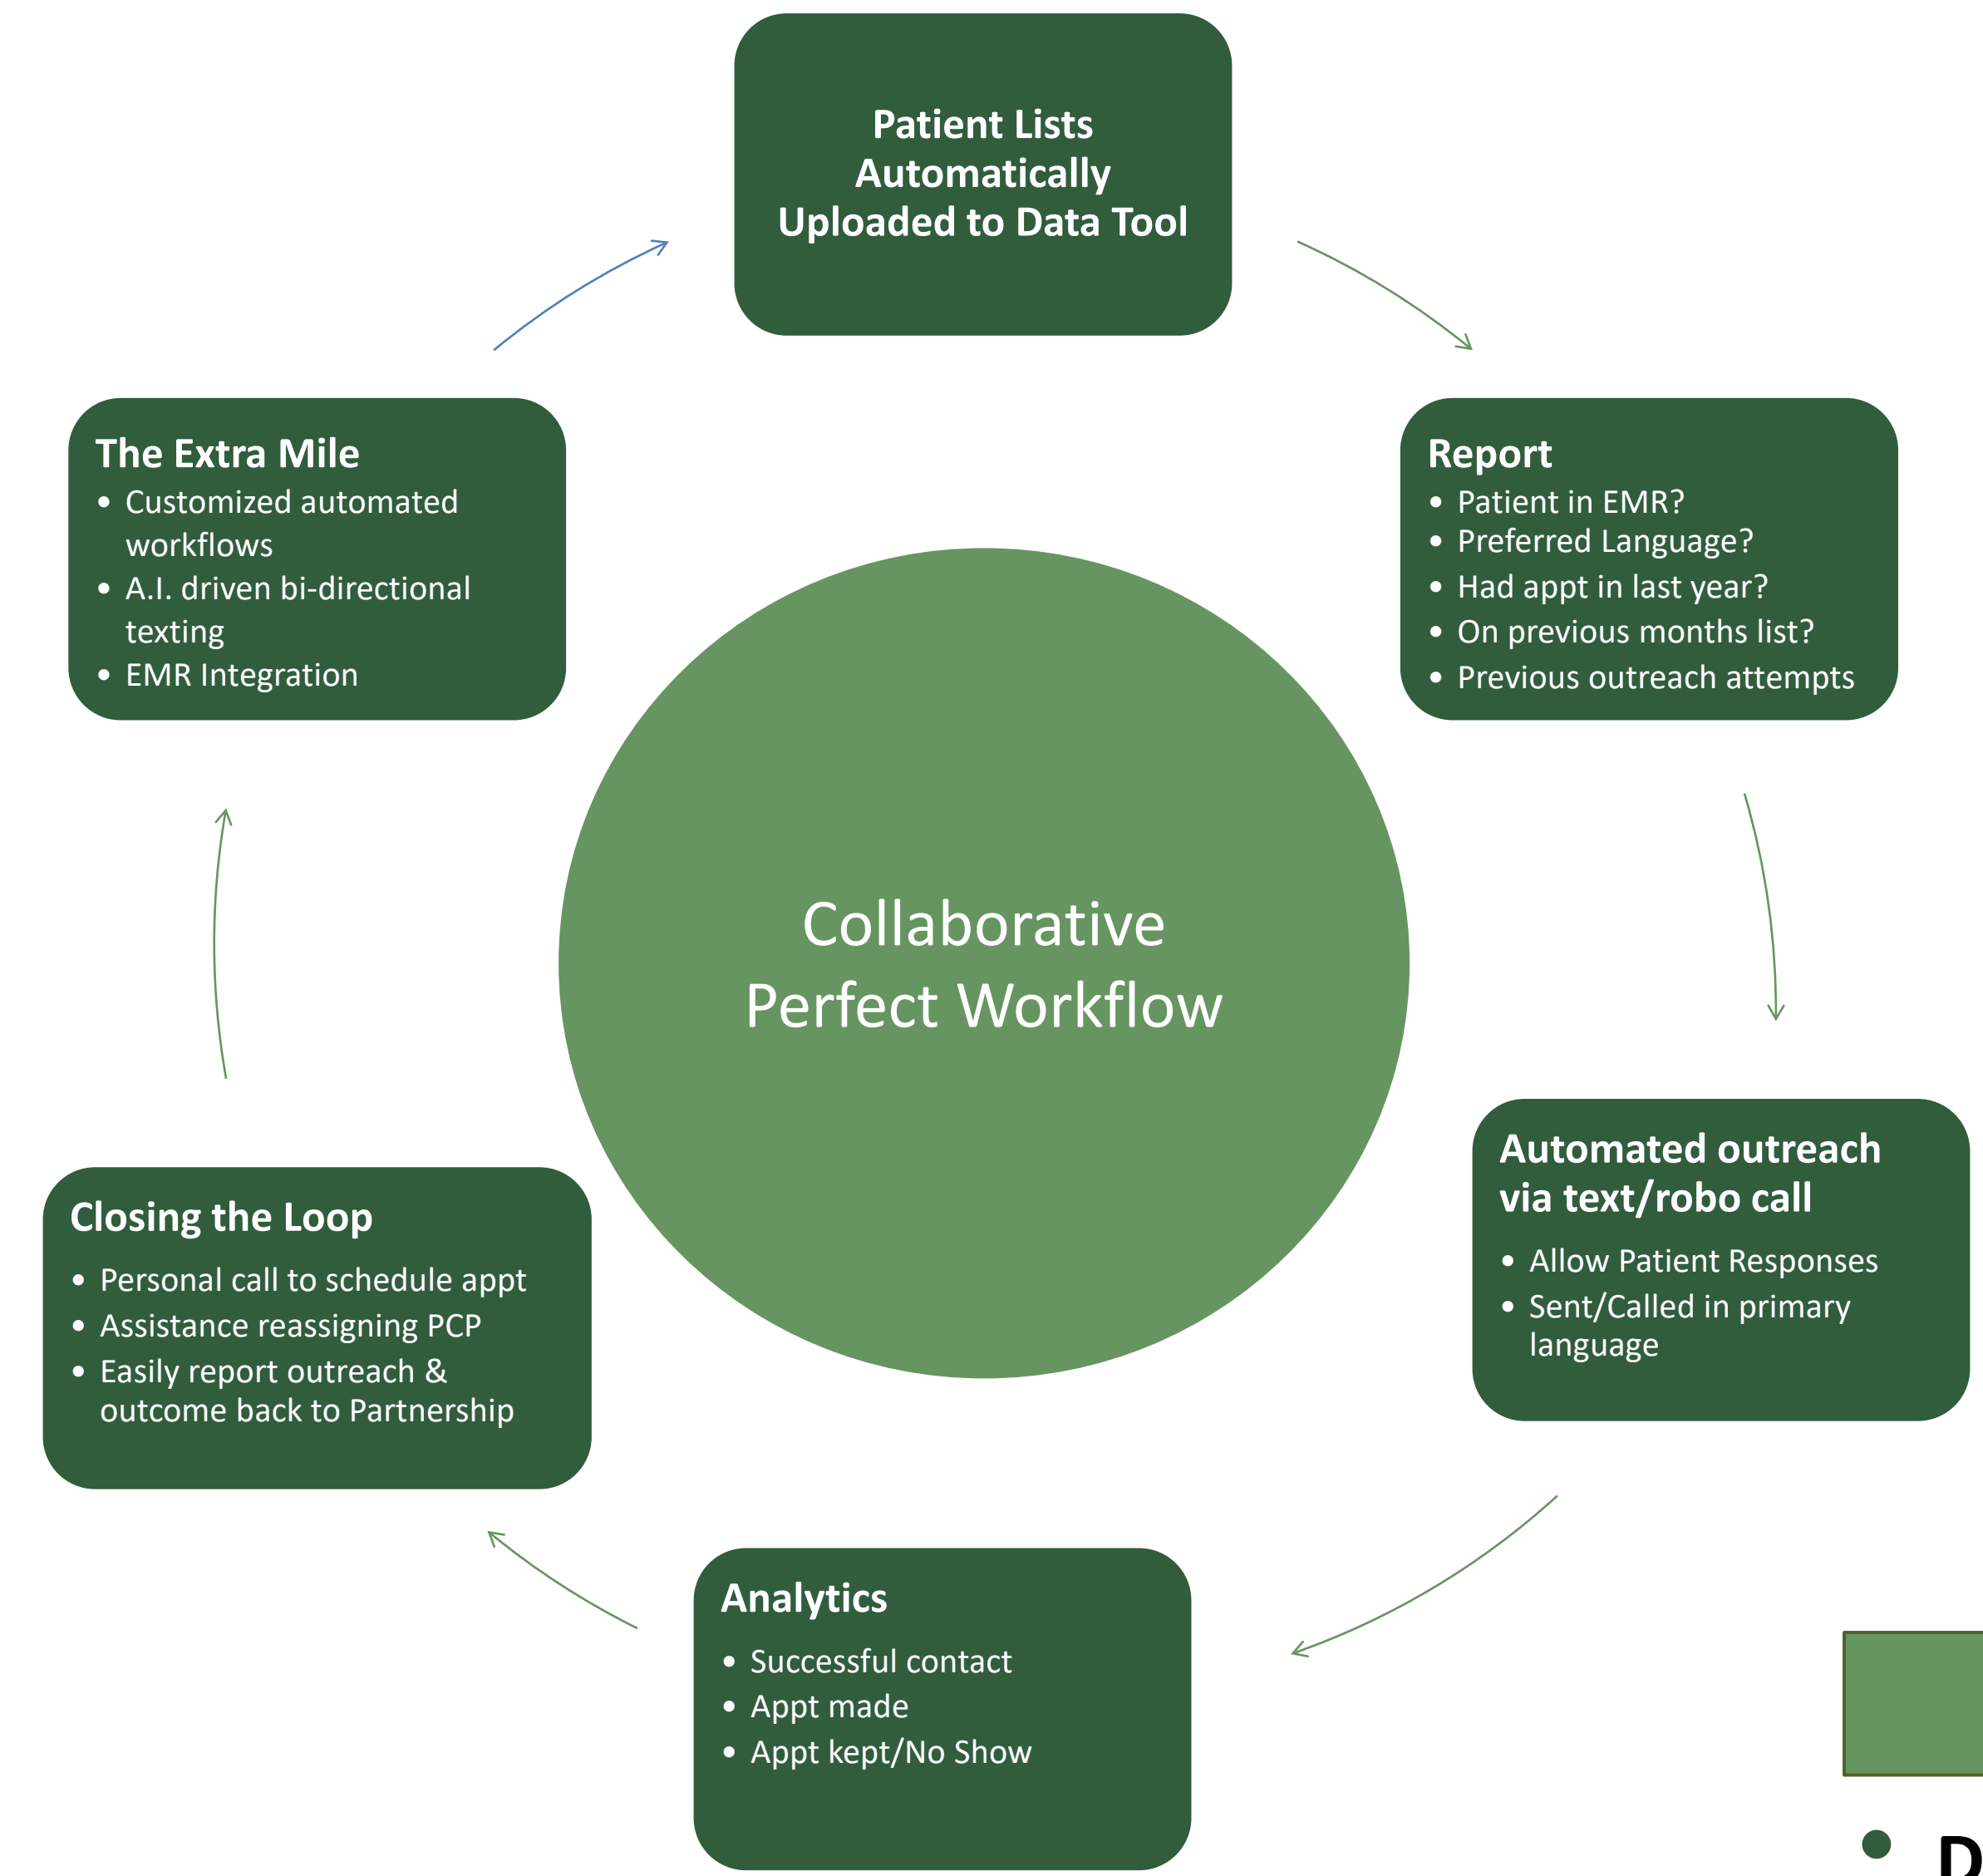 Patient Lists
Automatically
Uploaded to Data Tool
Report
• Patient in EMR?
• Preferred Language?
• Had appt in last year?
• On previous months list?
• Previous outreach attempts
Automated outreach
via text/robo call
• Allow Patient Responses
• Sent/Called in primary
language
Analytics
• Successful contact
• Appt made
• Appt kept/No Show
Closing the Loop
• Personal call to schedule appt
• Assistance reassigning PCP
• Easily report outreach &
outcome back to Partnership
The Extra Mile
• Customized automated
workflows
• A.I. driven bi-directional
texting
• EMR Integration
Collaborative
Perfect Workflow